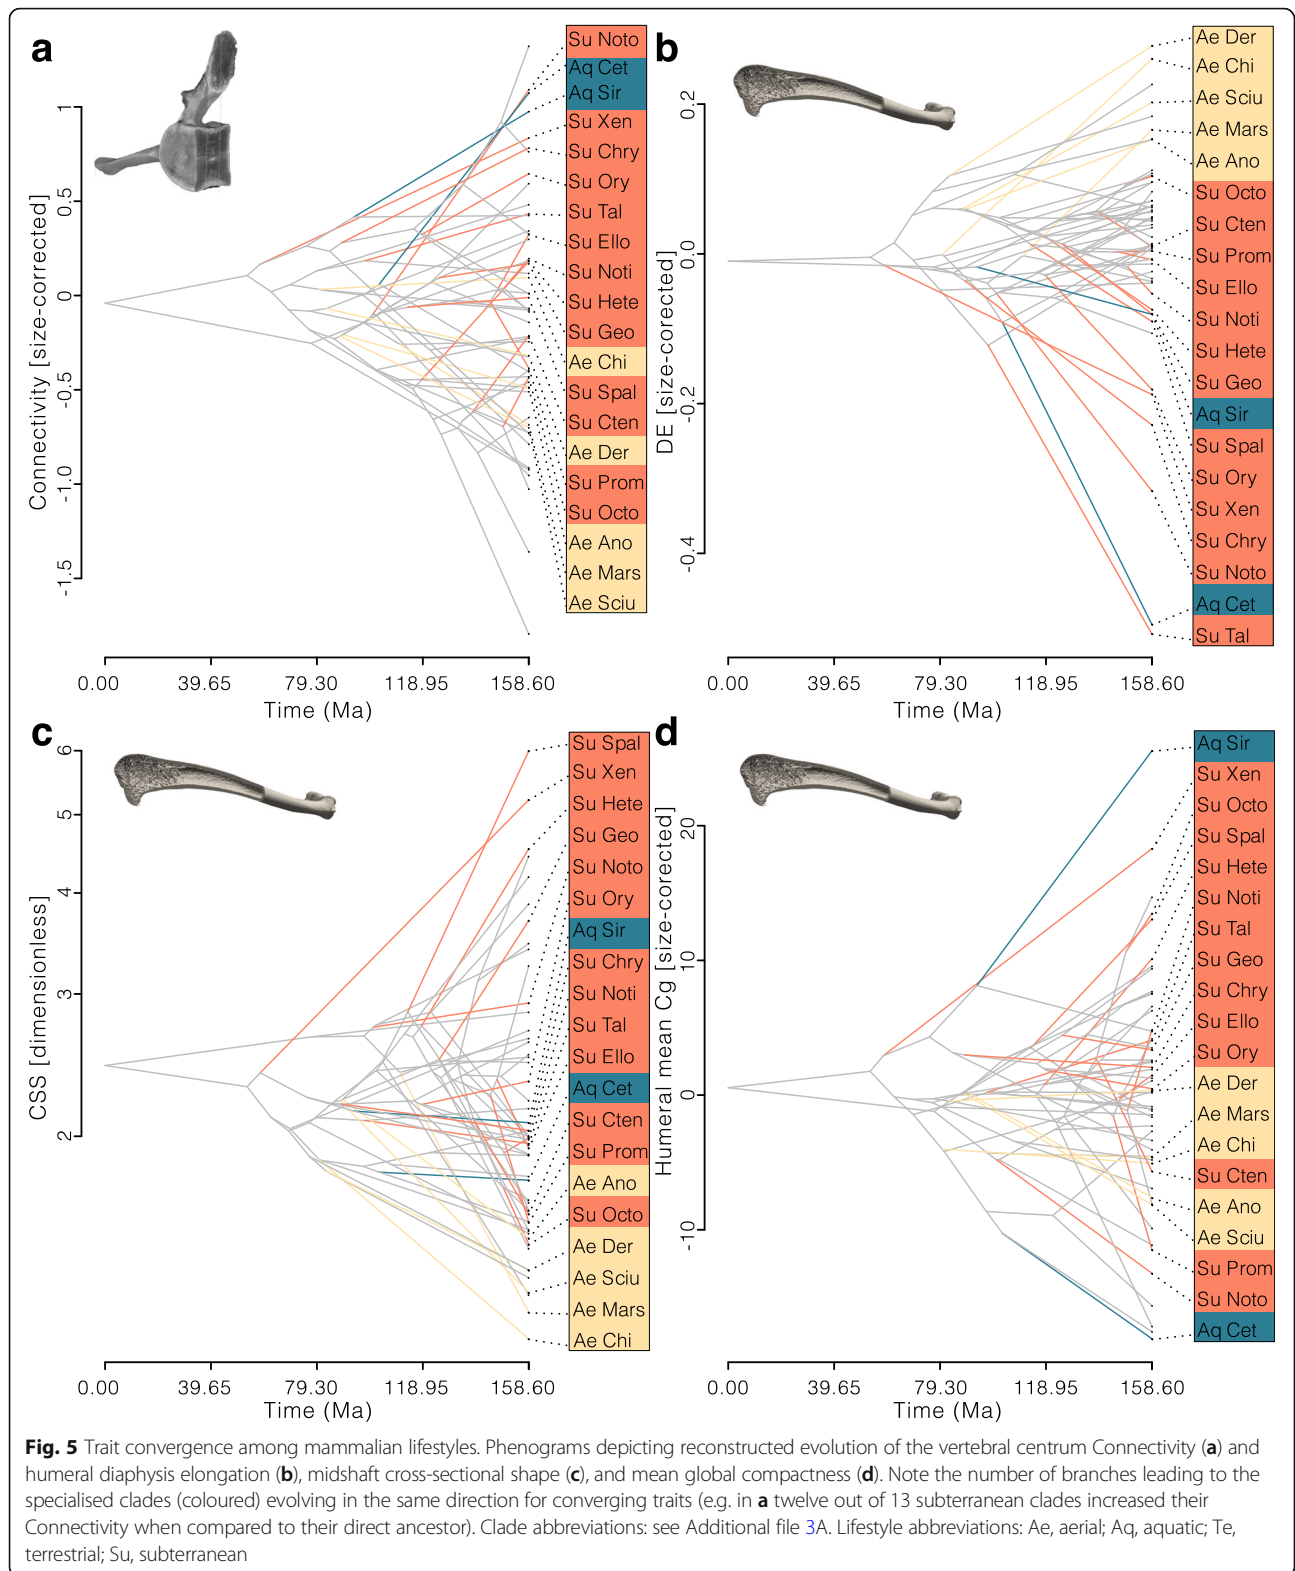 a
Connectivity [size-corrected]
1
0.5
0
-0.5
-1.0
-1.5
Su Noto
Aq Cet
Aq Sir
Su Xen
Su Chry
Su Ory
Su Tal
Su Ello
Su Noti
Su Hete
Su Geo
Ae Chi
Su Spal
Su Cten
Ae Der
Su Prom
Su Octo
Ae Ano
Ae Mars
Ae Sciu
0.00 39.65 79.30 118.95 158.60
Time (Ma)
b
DE [size-corected]
0.2
0.0
-0.2
-0.4
Ae Der
Ae Chi
Ae Sciu
Ae Mars
Ae Ano
Su Octo
Su Cten
Su Prom
Su Ello
Su Noti
Su Hete
Su Geo
Aq Sir
Su Spal
Su Ory
Su Xen
Su Chry
Su Noto
Aq Cet
Su Tal
0.00 39.65 79.30 118.95 158.60
Time (Ma)
c
CSS [dimensionless]
6
5
4
3
2
Su Spal
Su Xen
Su Hete
Su Geo
Su Noto
Su Ory
Aq Sir
Su Chry
Su Noti
Su Tal
Su Ello
Aq Cet
Su Cten
Su Prom
Ae Ano
Su Octo
Ae Der
Ae Sciu
Ae Mars
Ae Chi
0.00 39.65 79.30 118.95 158.60
Time (Ma)
d
Humeral mean Cg [size-corected]
20
10
0
-10
Aq Sir
Su Xen
Su Octo
Su Spal
Su Hete
Su Noti
Su Tal
Su Geo
Su Chry
Su Ello
Su Ory
Ae Der
Ae Mars
Ae Chi
Su Cten
Ae Ano
Ae Sciu
Su Prom
Su Noto
Aq Cet
0.00 39.65 79.30 118.95 158.60
Time (Ma)
Fig. 5 Trait convergence among mammalian lifestyles. Phenograms depicting reconstructed evolution of the vertebral centrum Connectivity (a) and
humeral diaphysis elongation (b), midshaft cross-sectional shape (c), and mean global compactness (d). Note the number of branches leading to the
specialised clades (coloured) evolving in the same direction for converging traits (e.g. in a twelve out of 13 subterranean clades increased their
Connectivity when compared to their direct ancestor). Clade abbreviations: see Additional file 3A. Lifestyle abbreviations: Ae, aerial; Aq, aquatic; Te,
terrestrial; Su, subterranean